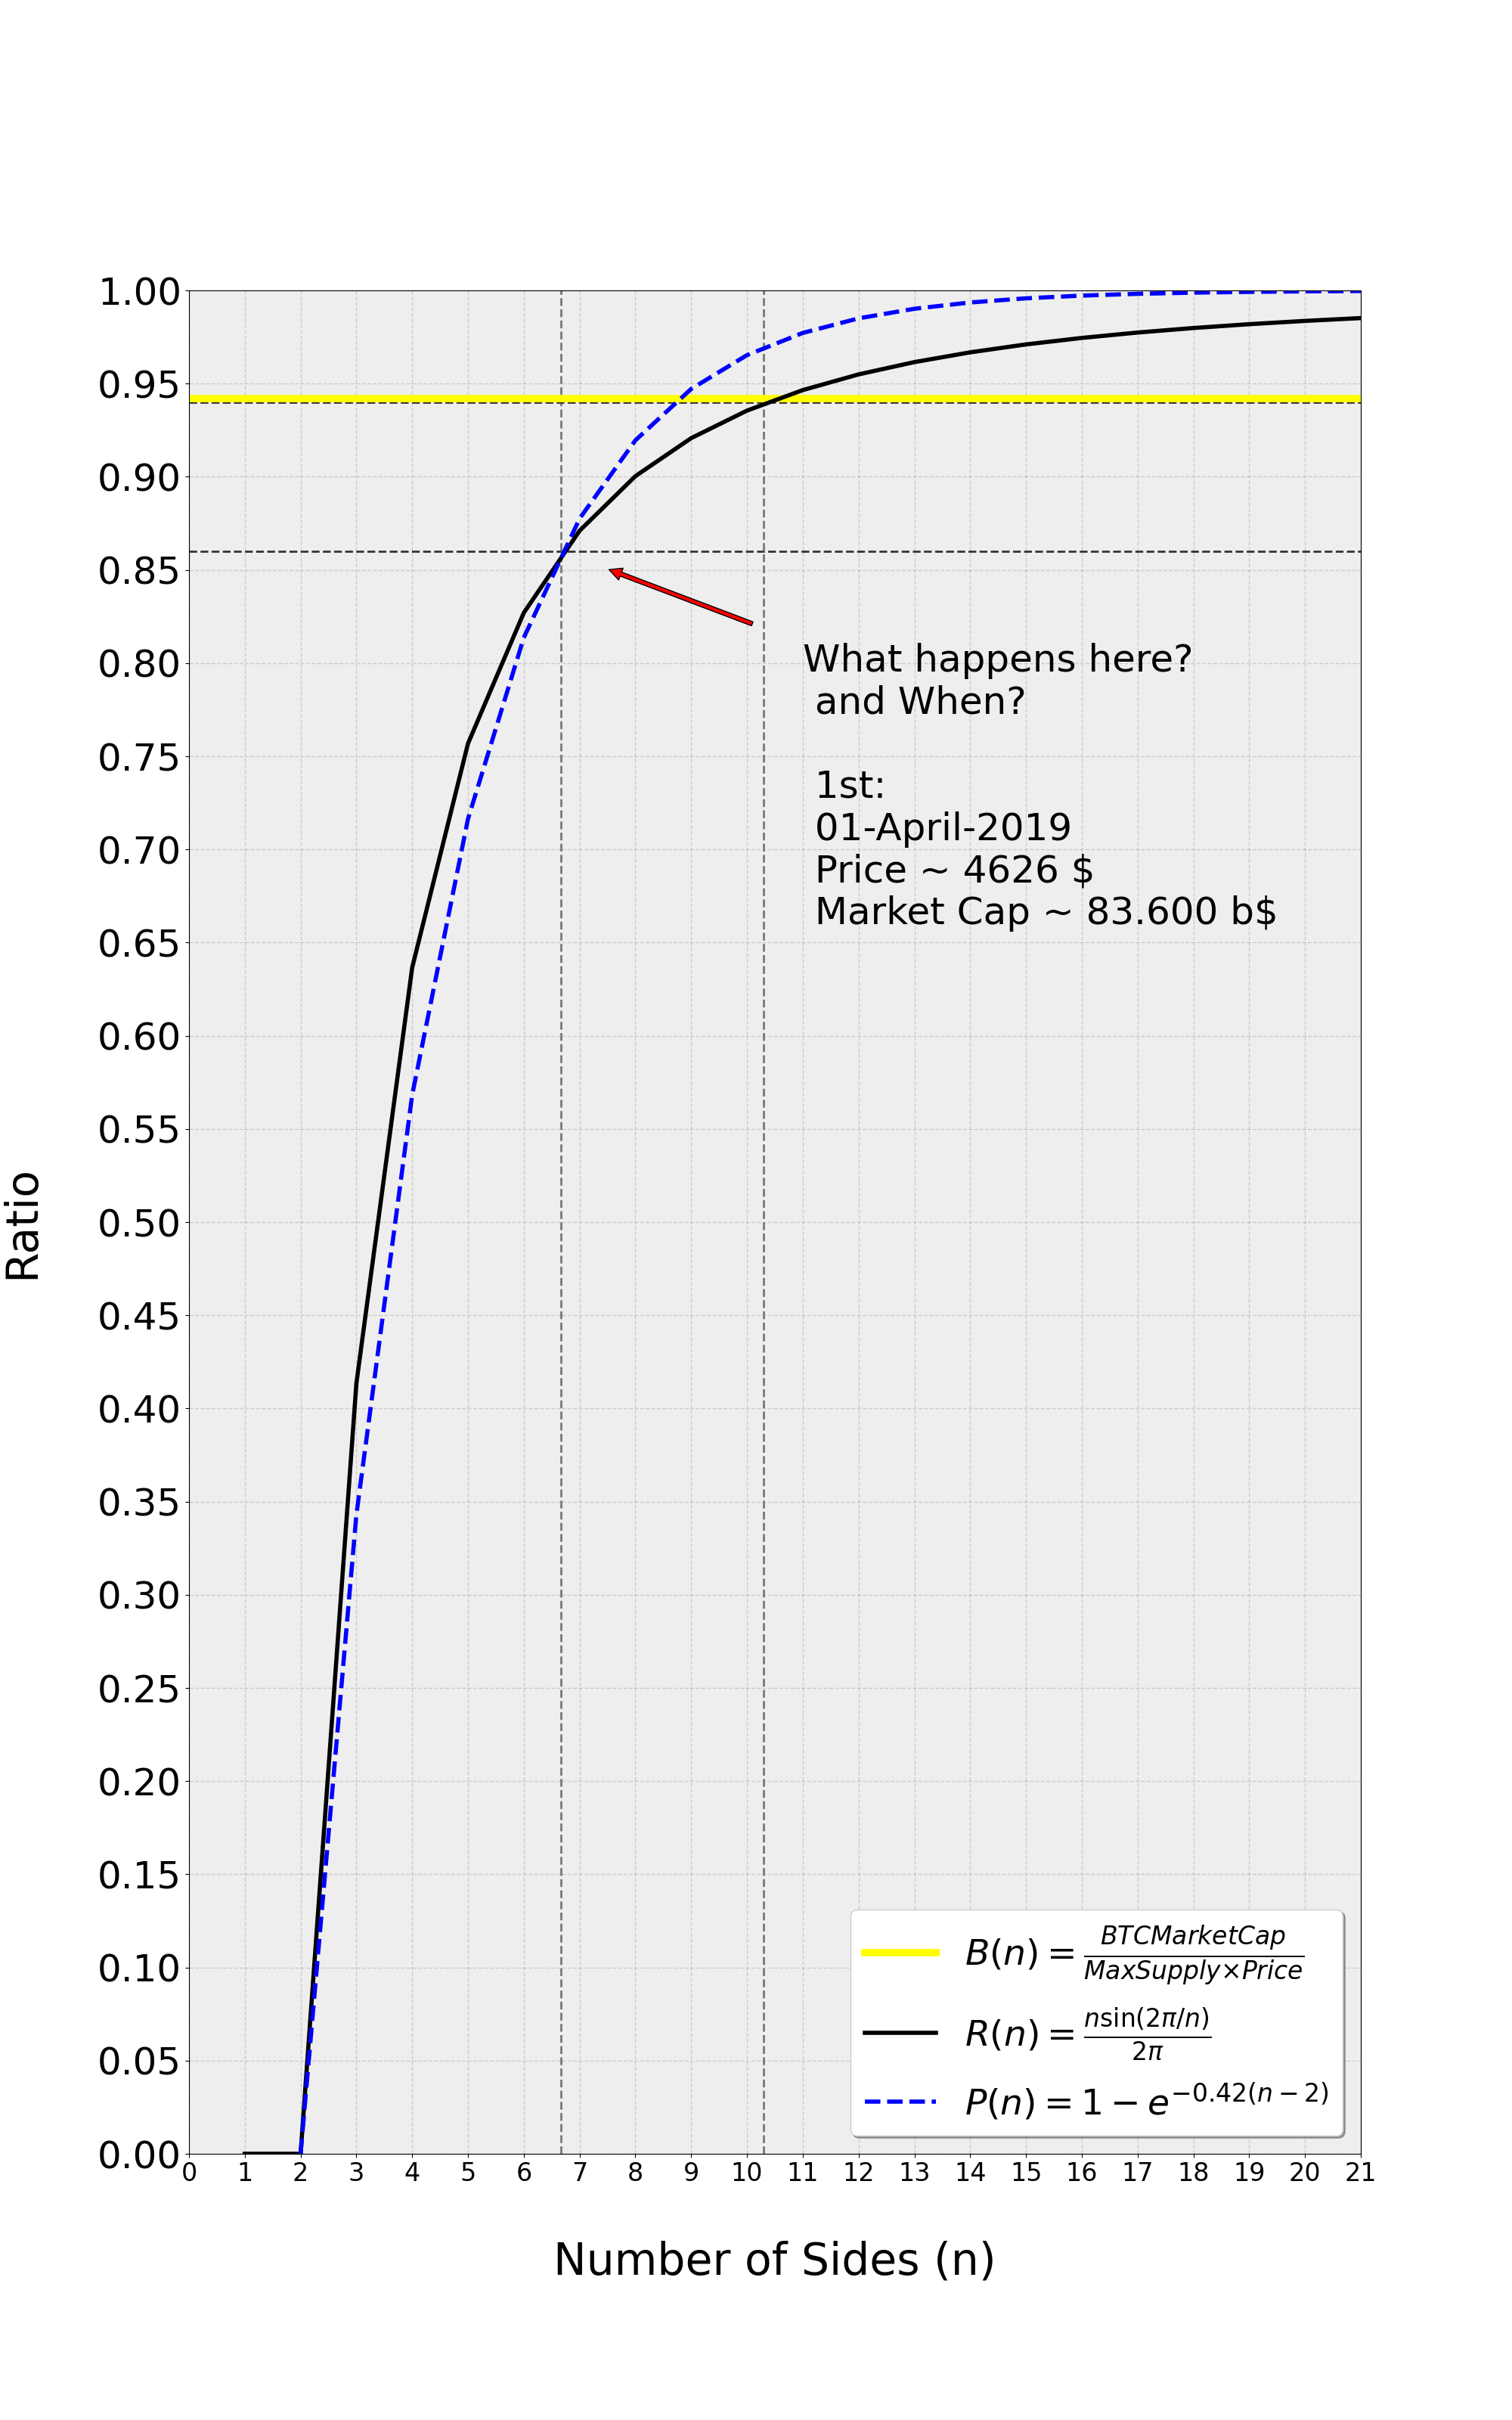 1.00
0.95
0.90
0.85
0.80
0.75
0.70
0.65
0.60
0.55
0.50
0.45
0.40
0.35
0.30
0.25
0.20
0.15
0.10
0.05
0.00
Ratio
What happens here?
and When?
1st:
01-April-2019
Price ~ 4626 $
Market Cap ~ 83.600 b$
B(n) = BTCMarketCap / MaxSupply×Price
R(n) = nsin(2π/n) / 2π
P(n) = 1 − e^−0.42(n − 2)
0 1 2 3 4 5 6 7 8 9 10 11 12 13 14 15 16 17 18 19 20 21
Number of Sides (n)